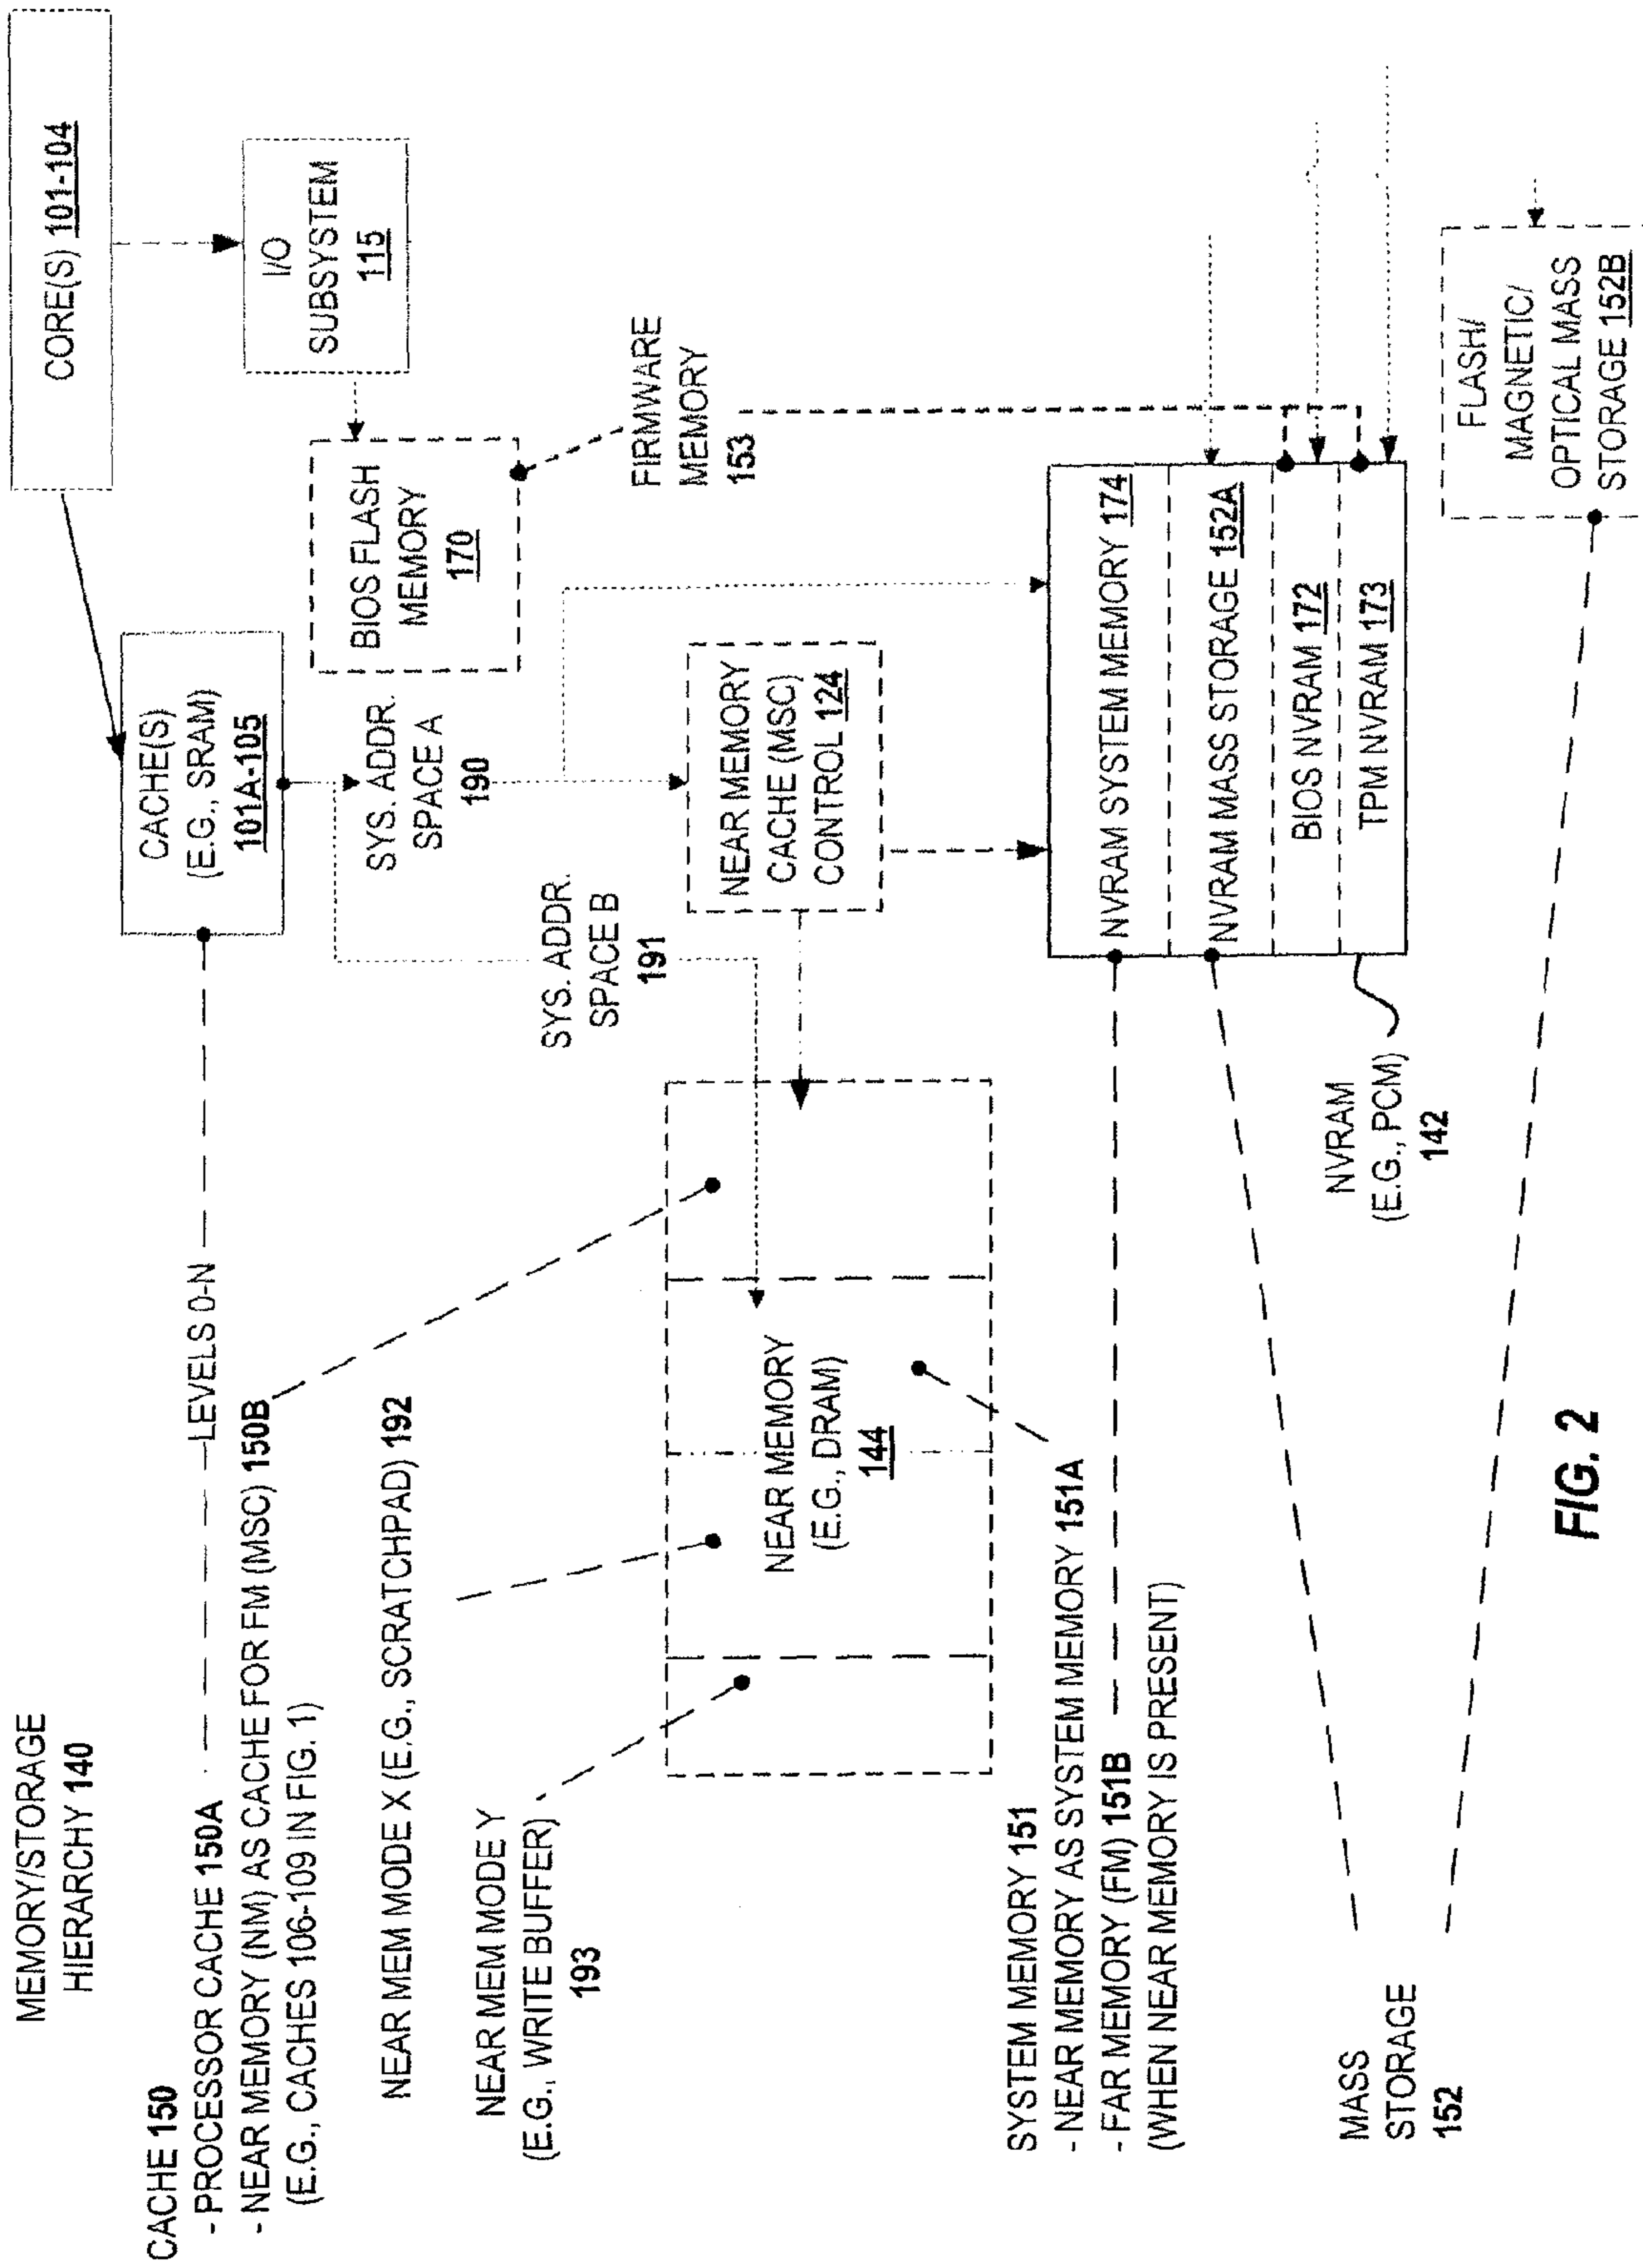 MEMORY/STORAGE
HIERARCHY 140
CACHE 150
- PROCESSOR CACHE 150A
LEVELS 0-N
- NEAR MEMORY (NM) AS CACHE FOR FM (MSC) 150B
(E.G., CACHES 106-109 IN FIG. 1)
NEAR MEM MODE X (E.G., SCRATCHPAD) 192
NEAR MEM MODE Y
(E.G., WRITE BUFFER)
193
SYSTEM MEMORY 151
- NEAR MEMORY AS SYSTEM MEMORY 151A
- FAR MEMORY (FM) 151B
(WHEN NEAR MEMORY IS PRESENT)
MASS
STORAGE
152
CORE(S) 101-104
CACHE(S)
(E.G., SRAM)
101A-105
I/O
SUBSYSTEM
115
BIOS FLASH
MEMORY
170
SYS. ADDR.
SPACE A
190
SYS. ADDR.
SPACE B
191
FIRMWARE
MEMORY
153
NEAR MEMORY
CACHE (MSC)
CONTROL 124
NEAR MEMORY
(E.G., DRAM)
144
NVRAM SYSTEM MEMORY 174
NVRAM MASS STORAGE 152A
BIOS NVRAM 172
TPM NVRAM 173
NVRAM
(E.G., PCM)
142
FLASH/
MAGNETIC/
OPTICAL MASS
STORAGE 152B
FIG. 2